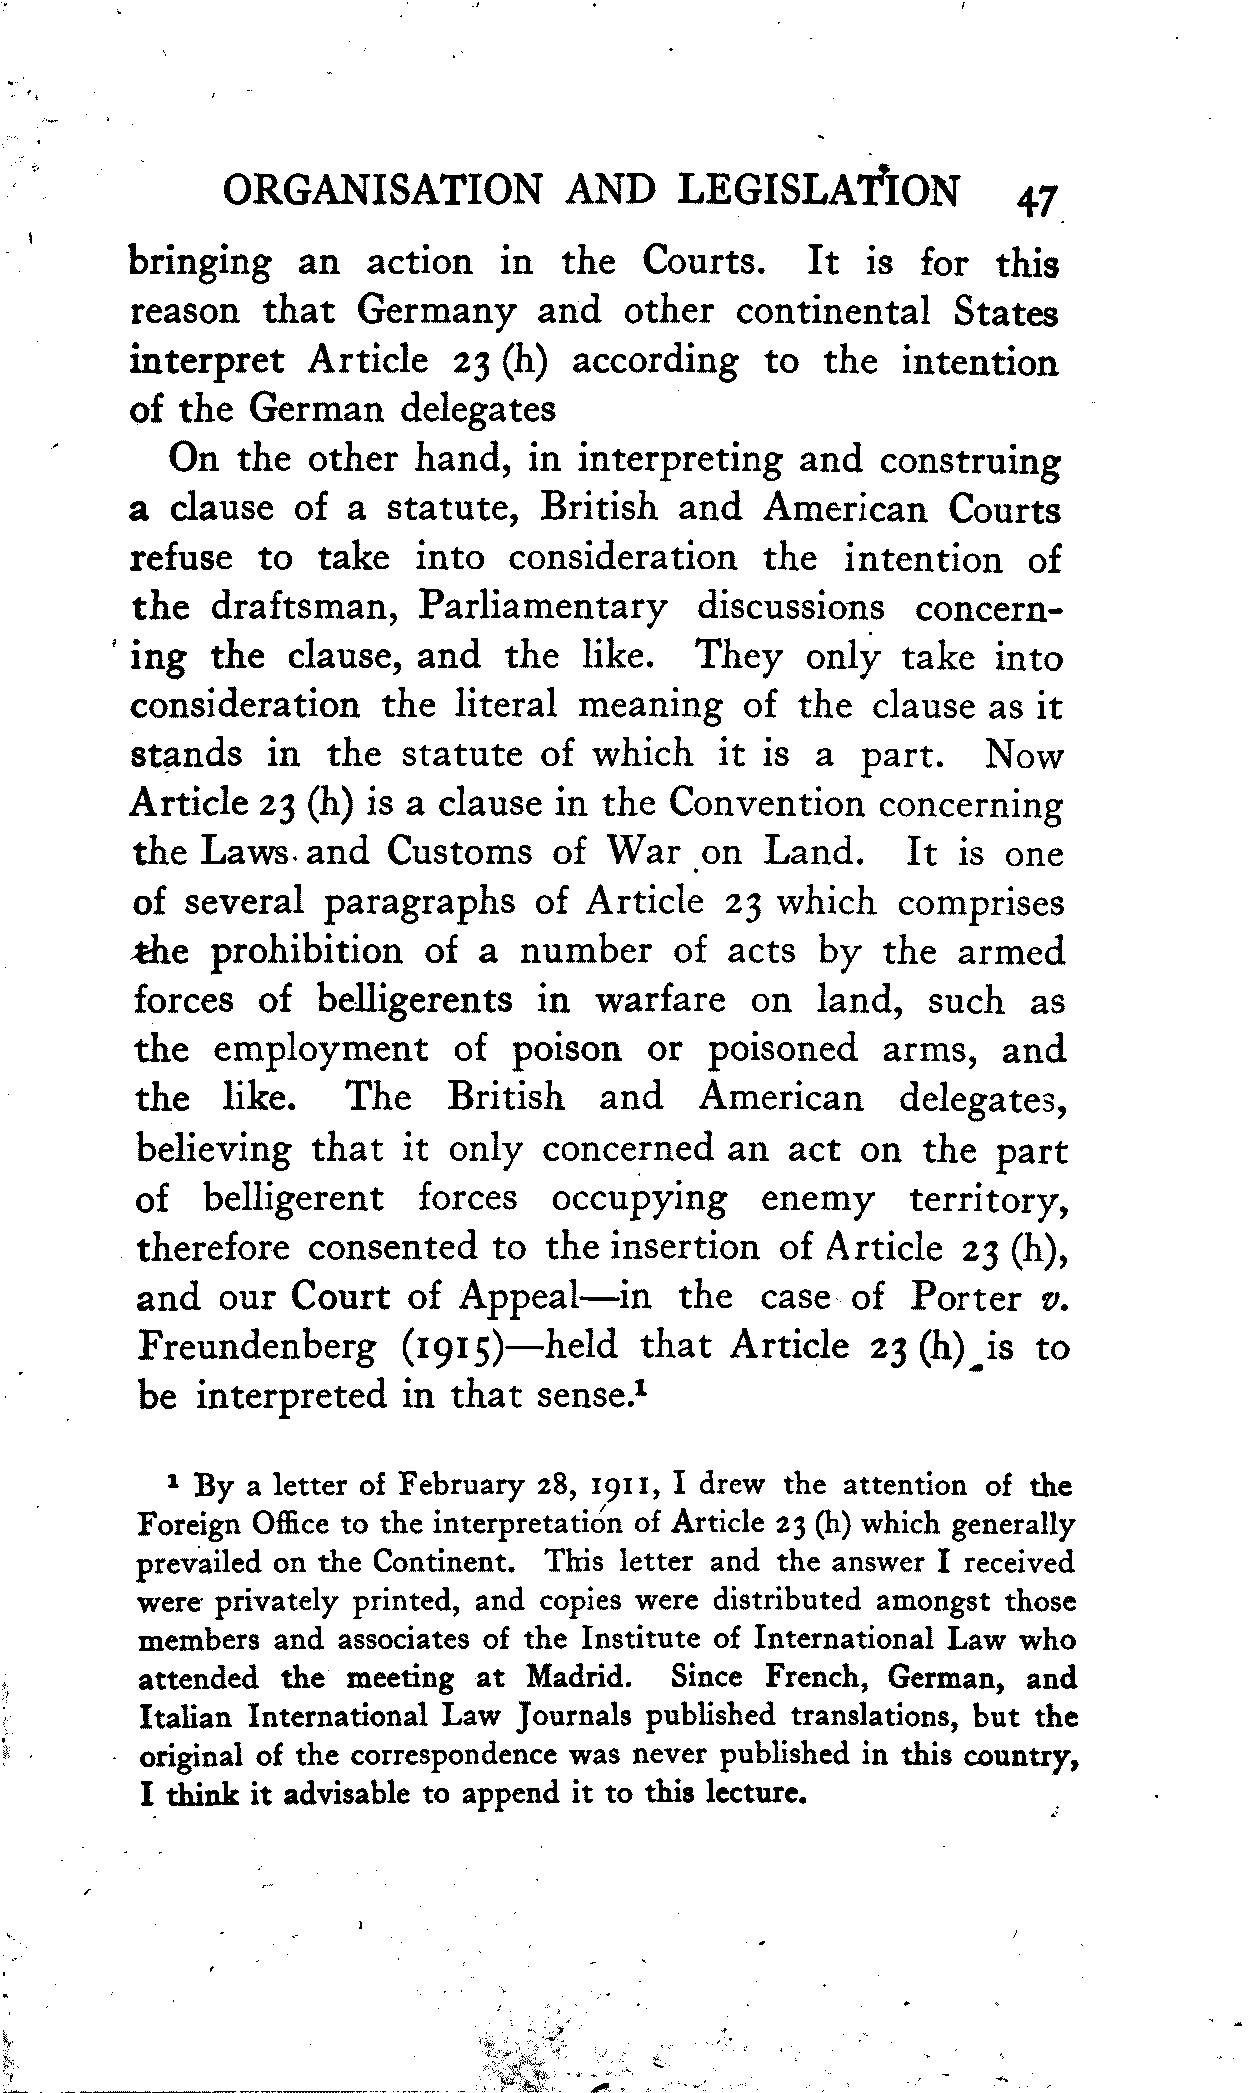 ORGANISATION AND LEGISLATION 47
bringing an action in the Courts. It is for this
reason that Germany and other continental States
interpret Article 23 (h) according to the intention
of the German delegates
On the other hand, in interpreting and construing
a clause of a statute, British and American Courts
refuse to take into consideration the intention of
the draftsman, Parliamentary discussions concern-
ing the clause, and the like. They only take into
consideration the literal meaning of the clause as it
stands in the statute of which it is a part. Now
Article 23 (h) is a clause in the Convention concerning
the Laws and Customs of War on Land. It is one
of several paragraphs of Article 23 which comprises
the prohibition of a number of acts by the armed
forces of belligerents in warfare on land, such as
the employment of poison or poisoned arms, and
the like. The British and American delegates,
believing that it only concerned an act on the part
of belligerent forces occupying enemy territory,
therefore consented to the insertion of Article 23 (h),
and our Court of Appeal—in the case of Porter v.
Freundenberg (1915)—held that Article 23 (h) is to
be interpreted in that sense.¹
¹ By a letter of February 28, 1911, I drew the attention of the
Foreign Office to the interpretation of Article 23 (h) which generally
prevailed on the Continent. This letter and the answer I received
were privately printed, and copies were distributed amongst those
members and associates of the Institute of International Law who
attended the meeting at Madrid. Since French, German, and
Italian International Law Journals published translations, but the
original of the correspondence was never published in this country,
I think it advisable to append it to this lecture.